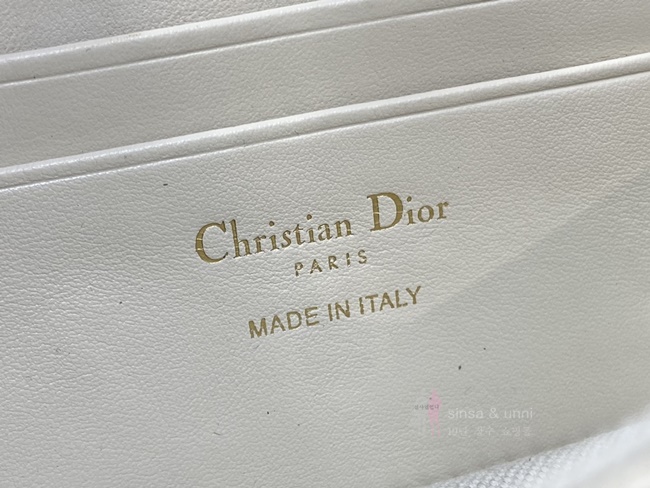 Christian Dior
PARIS
MADE IN ITALY
sinsa & unni